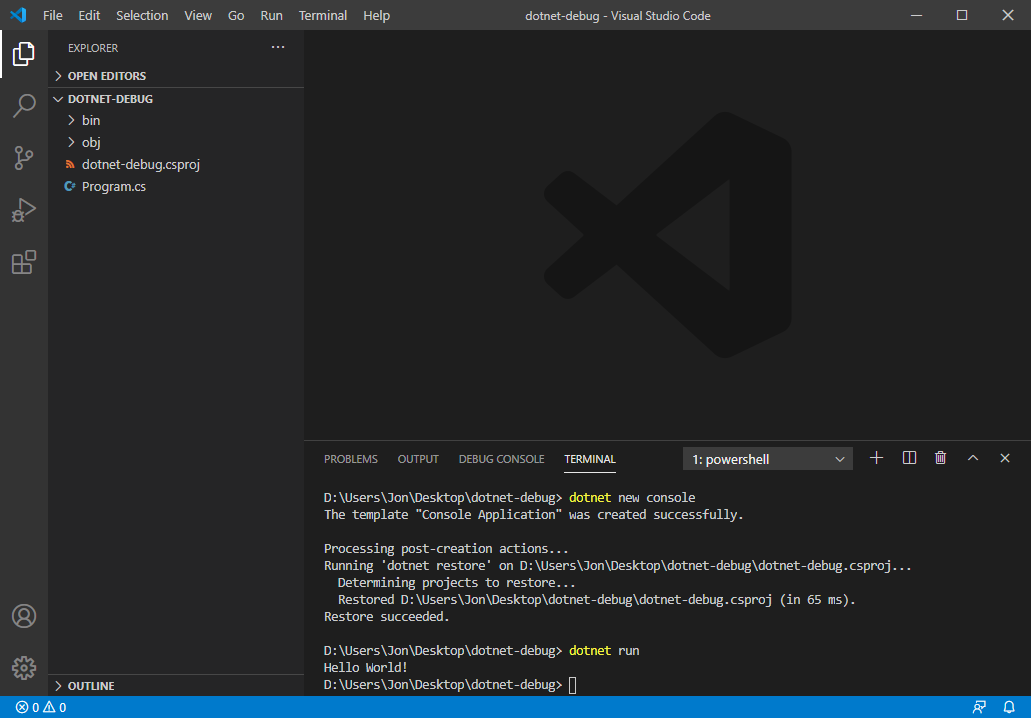 File Edit Selection View Go Run Terminal Help dotnet-debug - Visual Studio Code
EXPLORER
OPEN EDITORS
DOTNET-DEBUG
bin
obj
dotnet-debug.csproj
Program.cs
OUTLINE
PROBLEMS OUTPUT DEBUG CONSOLE TERMINAL 1: powershell
D:\Users\Jon\Desktop\dotnet-debug> dotnet new console
The template "Console Application" was created successfully.
Processing post-creation actions...
Running 'dotnet restore' on D:\Users\Jon\Desktop\dotnet-debug\dotnet-debug.csproj...
Determining projects to restore...
Restored D:\Users\Jon\Desktop\dotnet-debug\dotnet-debug.csproj (in 65 ms).
Restore succeeded.
D:\Users\Jon\Desktop\dotnet-debug> dotnet run
Hello World!
D:\Users\Jon\Desktop\dotnet-debug>
0 0